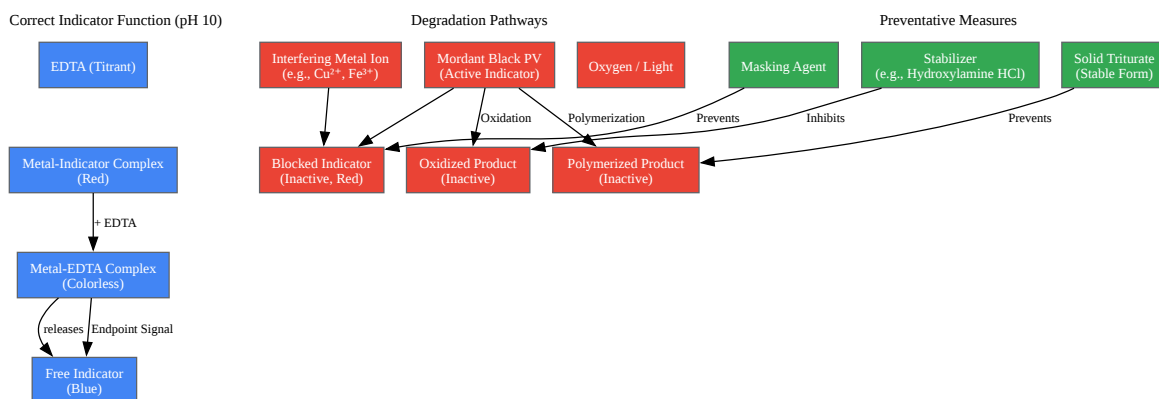 Correct Indicator Function (pH 10)
Degradation Pathways
Preventative Measures
EDTA (Titrant)
Interfering Metal Ion
(e.g., Cu²⁺, Fe³⁺)
Mordant Black PV
(Active Indicator)
Oxygen / Light
Masking Agent
Stabilizer
(e.g., Hydroxylamine HCl)
Solid Triturate
(Stable Form)
Oxidation
Polymerization
Prevents
Inhibits
Prevents
Metal-Indicator Complex
(Red)
Blocked Indicator
(Inactive, Red)
Oxidized Product
(Inactive)
Polymerized Product
(Inactive)
+ EDTA
Metal-EDTA Complex
(Colorless)
releases
Endpoint Signal
Free Indicator
(Blue)